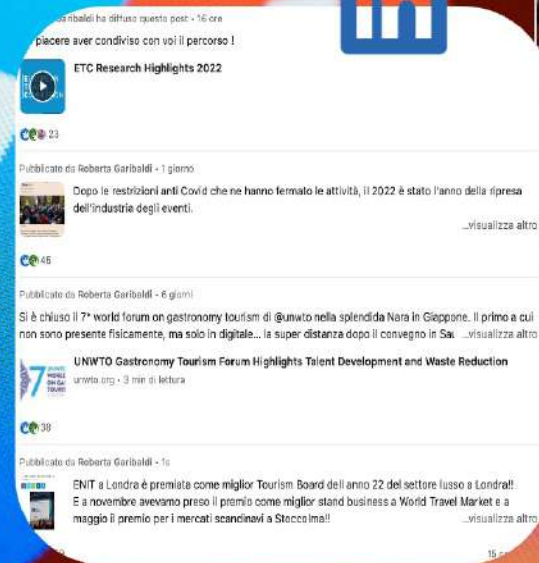 ribaldi ha diffuso questo post • 16 ore
piacere aver condiviso con voi il percorso !
ETC Research Highlights 2022
23
Pubblicato da Roberta Garibaldi • 1 giorno
Dopo le restrizioni anti Covid che ne hanno fermato le attività, il 2022 è stato l'anno della ripresa
dell'industria degli eventi.
...visualizza altro
45
Pubblicato da Roberta Garibaldi • 6 giorni
Si è chiuso il 7° world forum on gastronomy tourism di @unwto nella splendida Nara in Giappone. Il primo a cui
non sono presente fisicamente, ma solo in digitale... la super distanza dopo il convegno in Sau ...visualizza altro
UNWTO Gastronomy Tourism Forum Highlights Talent Development and Waste Reduction
unwto.org • 3 min di lettura
38
Pubblicato da Roberta Garibaldi • 1s
ENIT a Londra è premiata come miglior Tourism Board dell anno 22 del settore lusso a Londra!!
E a novembre avevamo preso il premio come miglior stand business a World Travel Market e a
maggio il premio per i mercati scandinavi a Stoccolma!!
...visualizza altro
15